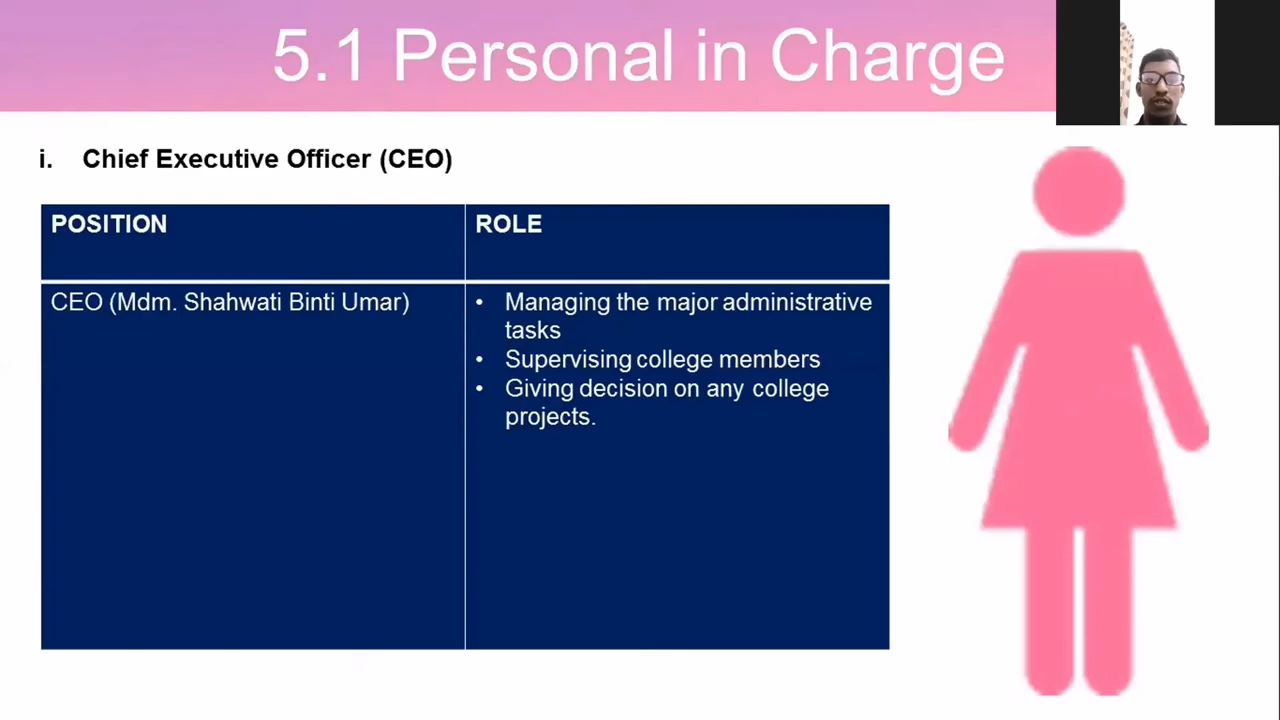 5.1 Personal in Charge
i. Chief Executive Officer (CEO)
POSITION
ROLE
CEO (Mdm. Shahwati Binti Umar)
• Managing the major administrative
tasks
• Supervising college members
• Giving decision on any college
projects.